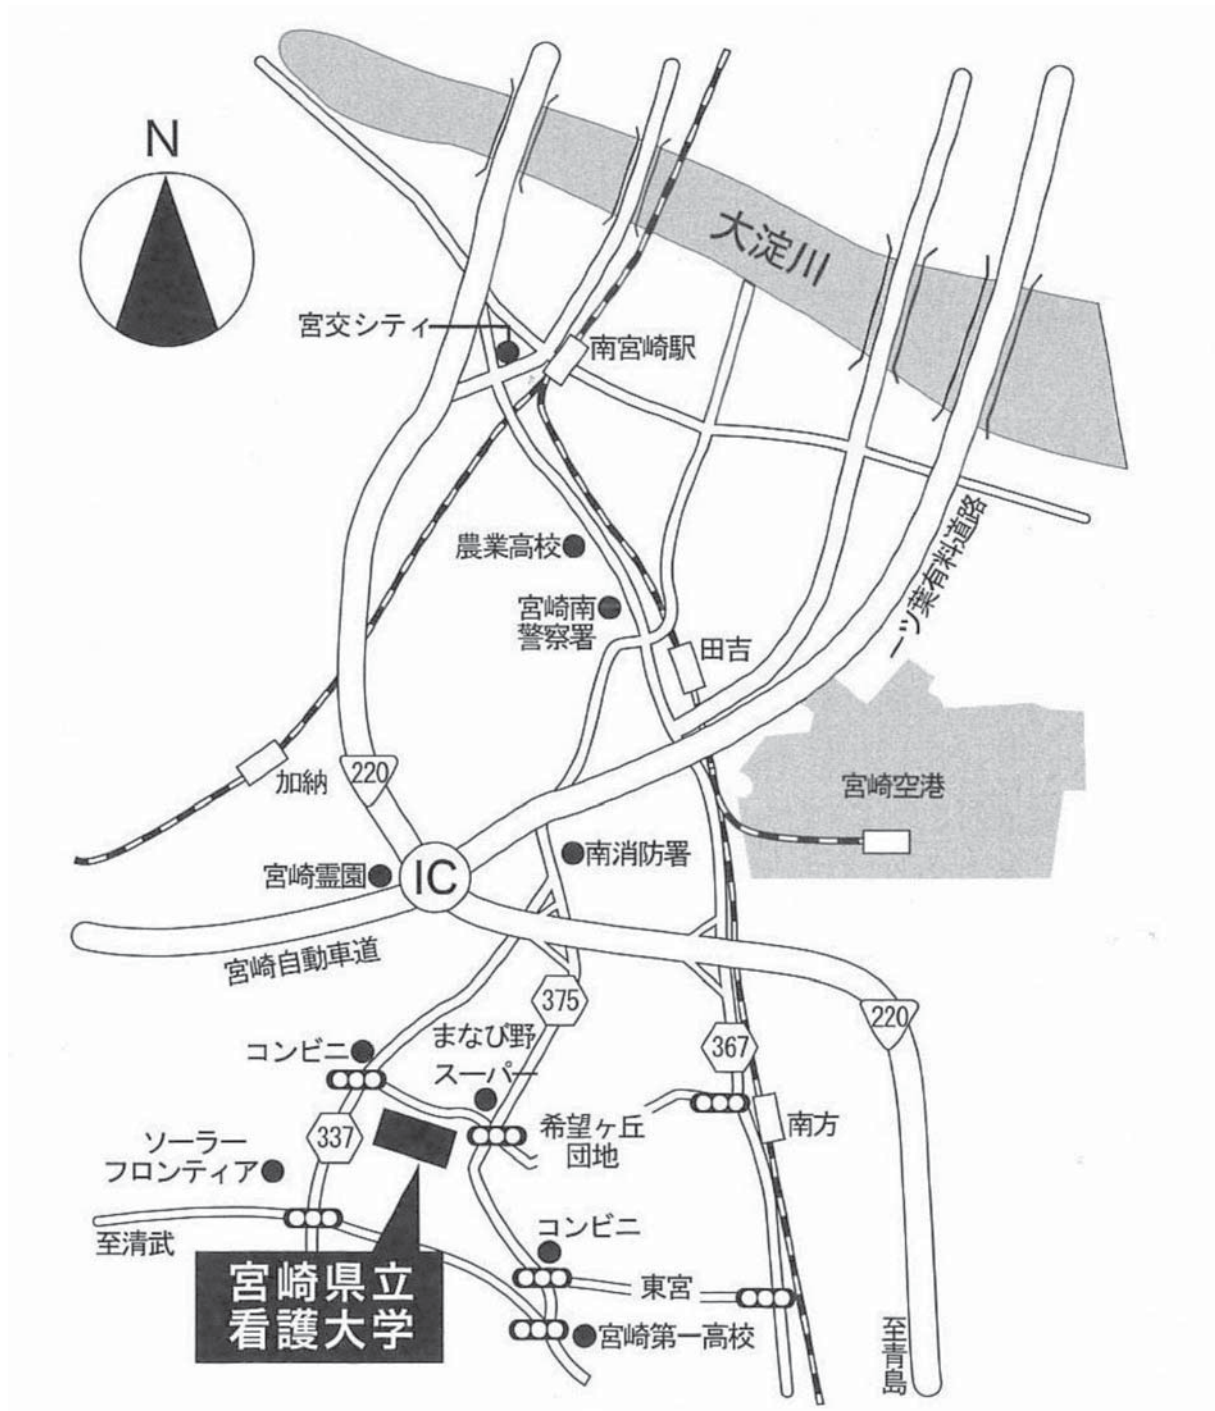 N
大淀川
宮交シティ
南宮崎駅
農業高校
宮崎南
警察署
田吉
一ツ葉有料道路
加納
220
宮崎空港
南消防署
宮崎霊園
IC
宮崎自動車道
375
220
まなび野
コンビニ
スーパー
367
337
希望ヶ丘
団地
南方
ソーラー
フロンティア
至清武
コンビニ
宮崎県立
看護大学
東宮
宮崎第一高校
至青島